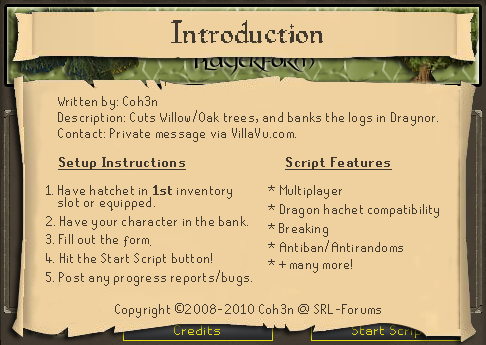 Introduction
Playerform
Written by: Coh3n
Description: Cuts Willow/Oak trees, and banks the logs in Draynor.
Contact: Private message via VillaVu.com.
Setup Instructions
1. Have hatchet in 1st inventory
slot or equipped.
2. Have your character in the bank.
3. Fill out the form.
4. Hit the Start Script button!
5. Post any progress reports/bugs.
Script Features
* Multiplayer
* Dragon hachet compatibility
* Breaking
* Antiban/Antirandoms
* + many more!
Copyright ©2008-2010 Coh3n @ SRL-Forums
Credits
Start Scrip